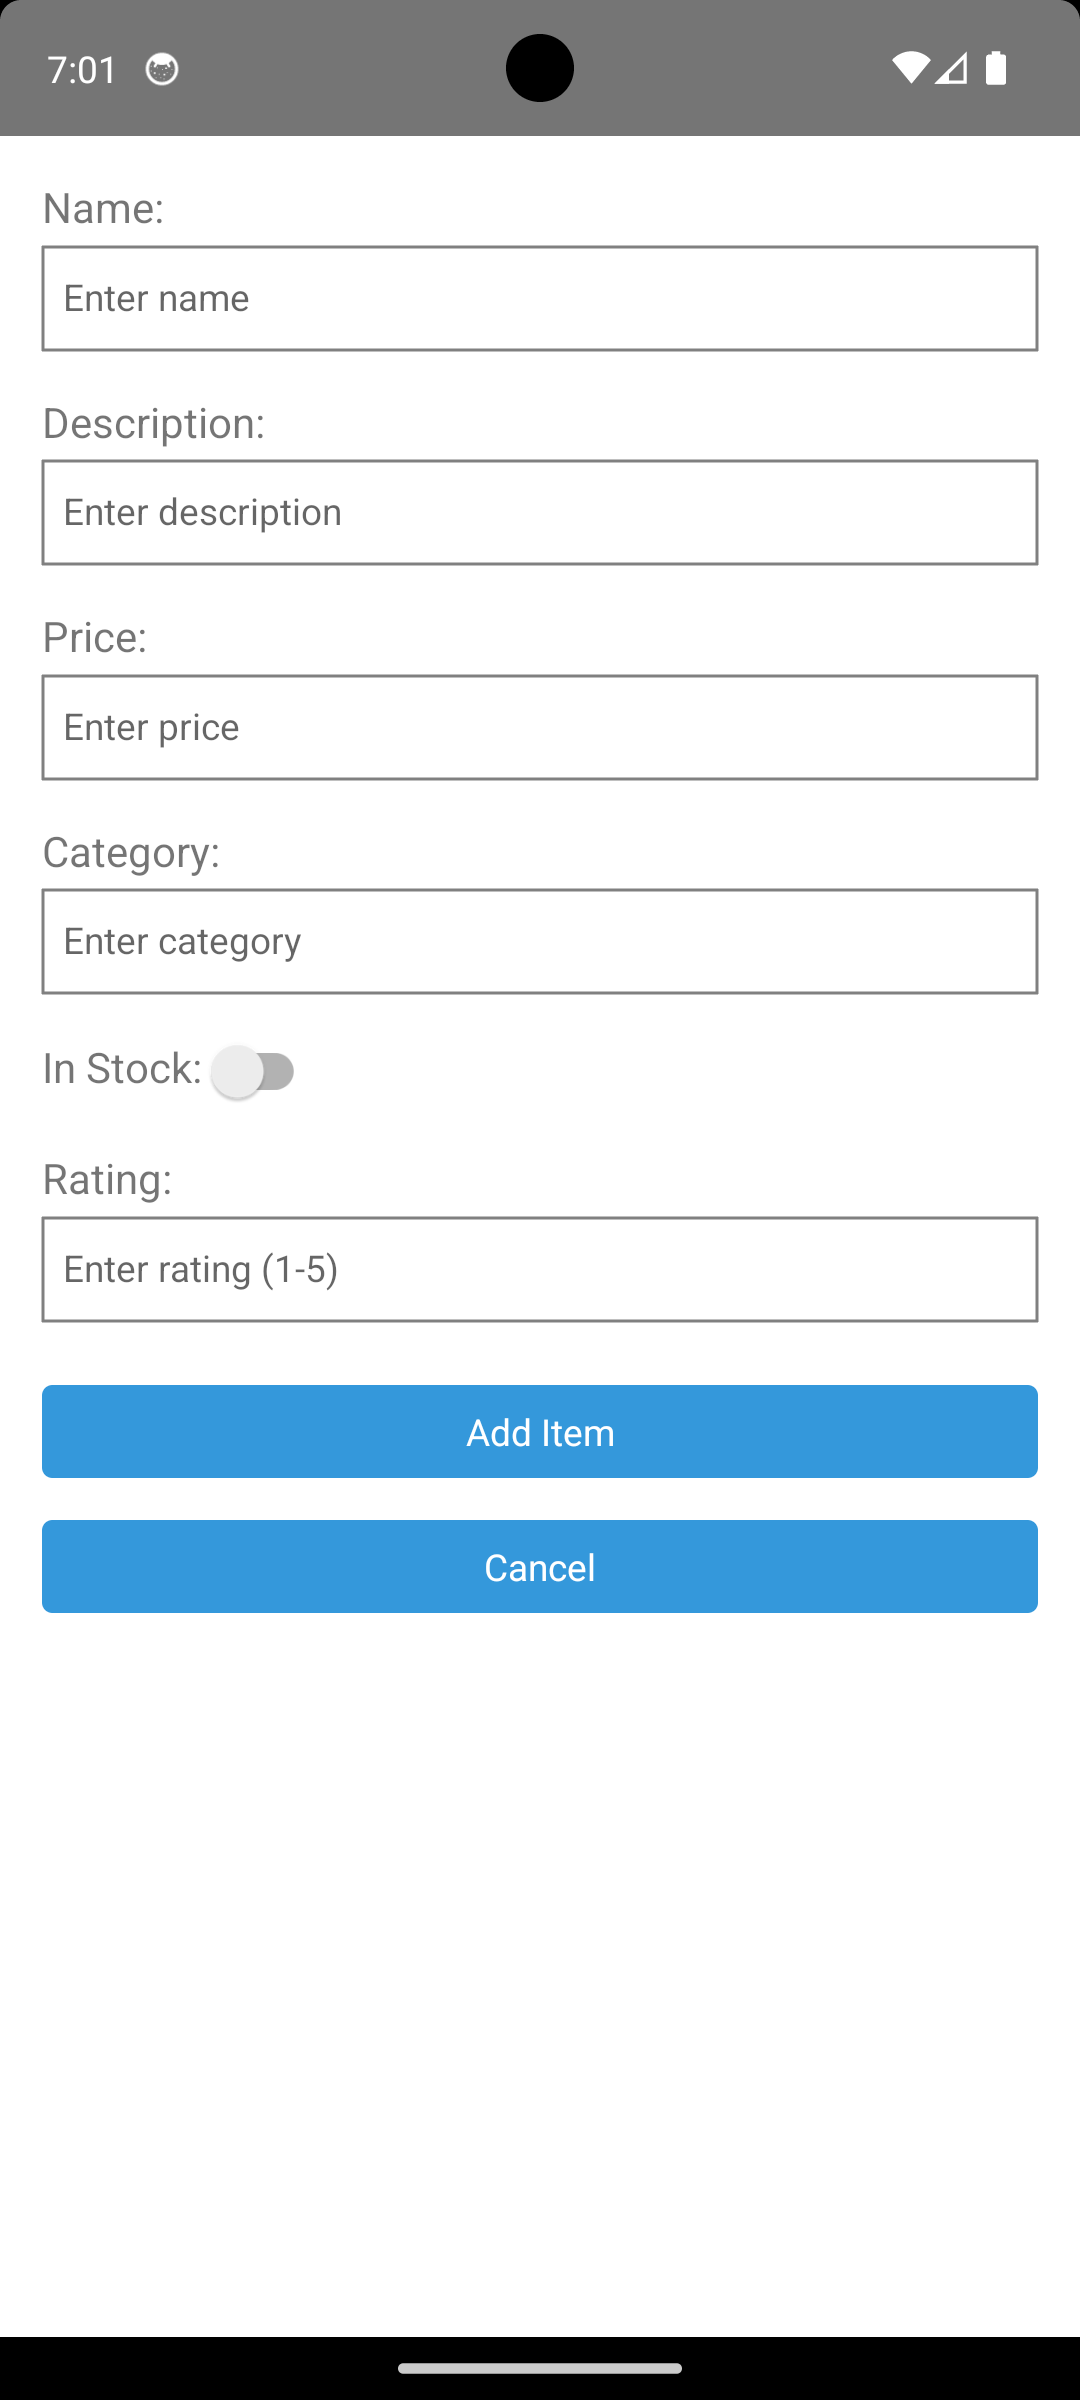 7:01
Name:
Enter name
Description:
Enter description
Price:
Enter price
Category:
Enter category
In Stock:
Rating:
Enter rating (1-5)
Add Item
Cancel